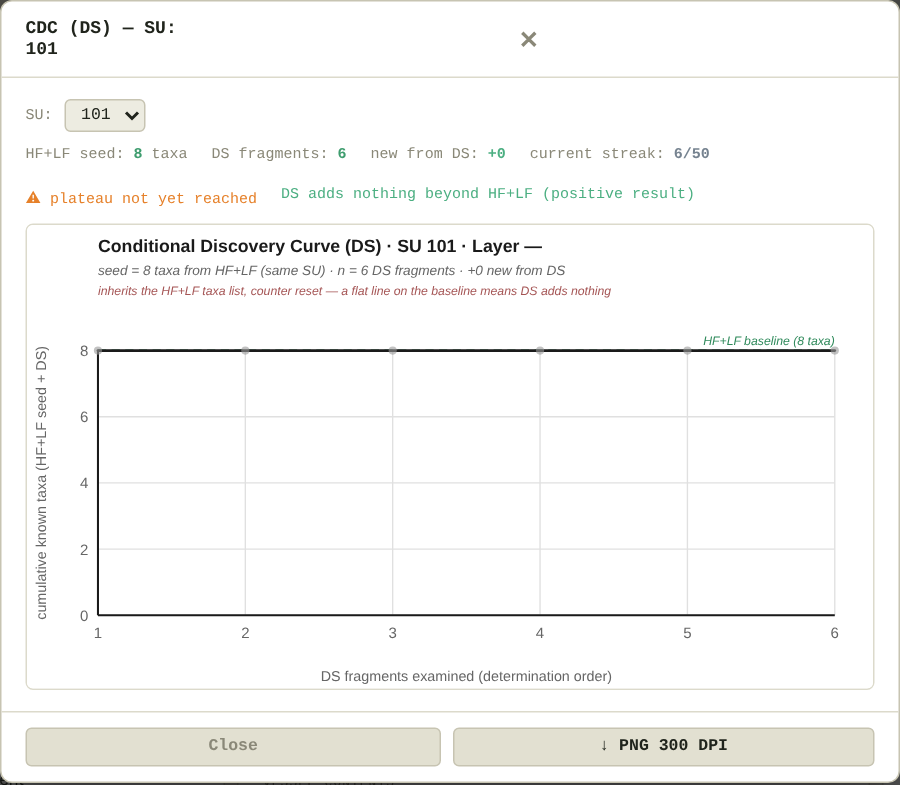 CDC (DS) — SU:
101
×
SU: 101
HF+LF seed: 8 taxa DS fragments: 6 new from DS: +0 current streak: 6/50
⚠ plateau not yet reached DS adds nothing beyond HF+LF (positive result)
Conditional Discovery Curve (DS) · SU 101 · Layer —
seed = 8 taxa from HF+LF (same SU) · n = 6 DS fragments · +0 new from DS
inherits the HF+LF taxa list, counter reset — a flat line on the baseline means DS adds nothing
HF+LF baseline (8 taxa)
cumulative known taxa (HF+LF seed + DS)
8
6
4
2
0
1 2 3 4 5 6
DS fragments examined (determination order)
Close ↓ PNG 300 DPI